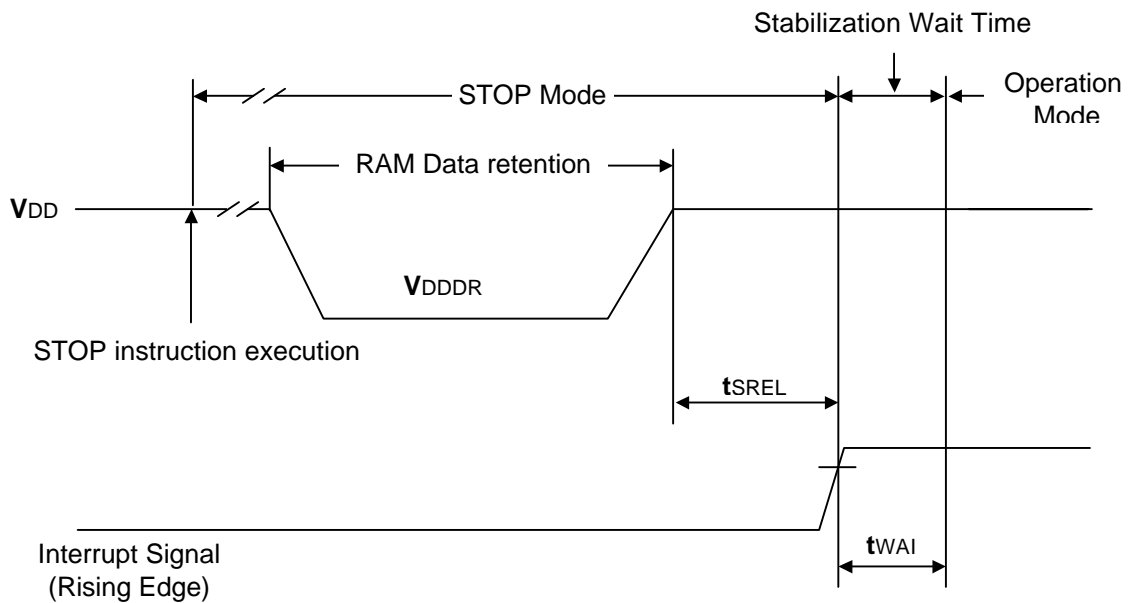 Stabilization Wait Time
STOP Mode
Operation
Mode
RAM Data retention
VDD
VDDDR
STOP instruction execution
tSREL
Interrupt Signal
(Rising Edge)
tWAI